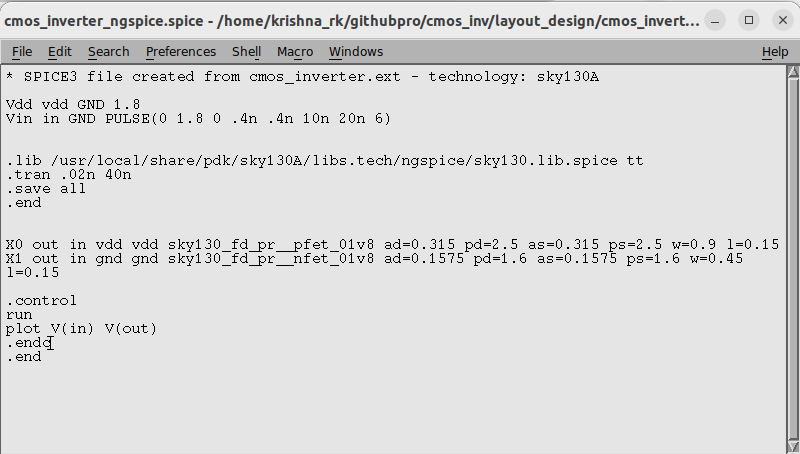 cmos_inverter_ngspice.spice - /home/krishna_rk/githubpro/cmos_inv/layout_design/cmos_invert...
File Edit Search Preferences Shell Macro Windows Help
* SPICE3 file created from cmos_inverter.ext - technology: sky130A
Vdd vdd GND 1.8
Vin in GND PULSE(0 1.8 0 .4n .4n 10n 20n 6)
.lib /usr/local/share/pdk/sky130A/libs.tech/ngspice/sky130.lib.spice tt
.tran .02n 40n
.save all
.end
X0 out in vdd vdd sky130_fd_pr__pfet_01v8 ad=0.315 pd=2.5 as=0.315 ps=2.5 w=0.9 l=0.15
X1 out in gnd gnd sky130_fd_pr__nfet_01v8 ad=0.1575 pd=1.6 as=0.1575 ps=1.6 w=0.45
l=0.15
.control
run
plot V(in) V(out)
.endc
.end